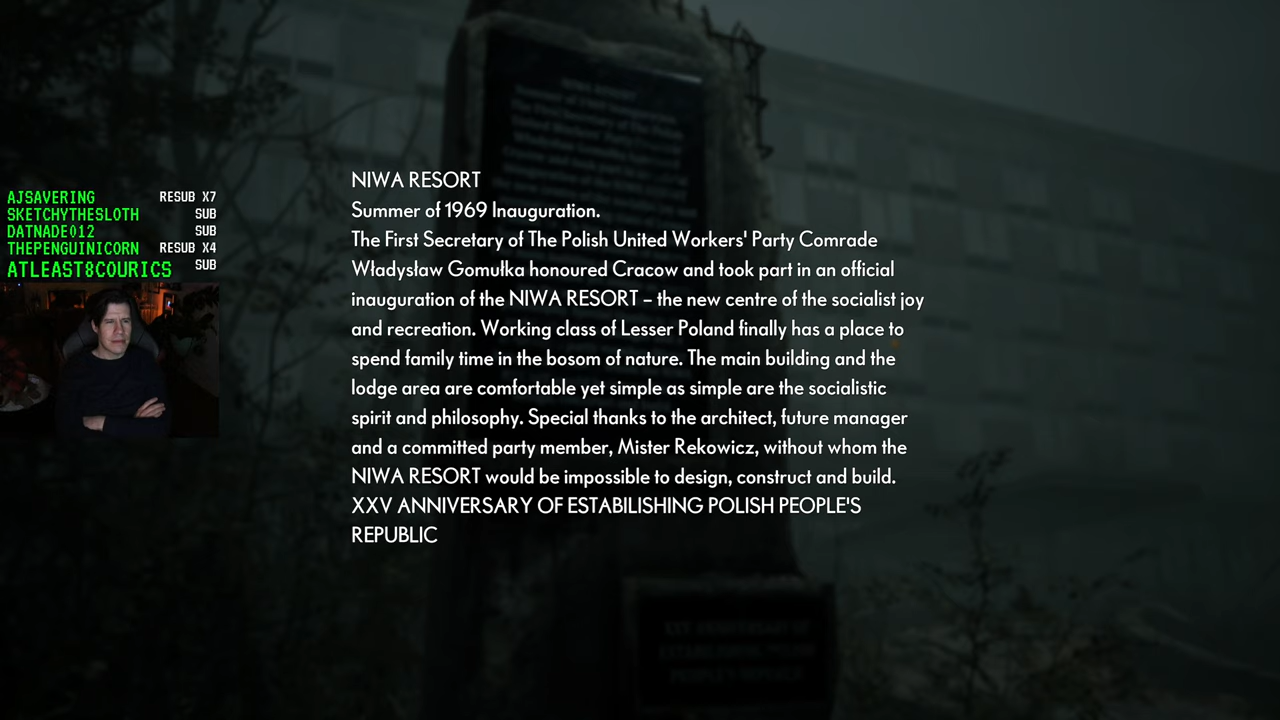 NIWA RESORT
Summer of 1969 Inauguration.
The First Secretary of The Polish United Workers' Party Comrade
Władysław Gomułka honoured Cracow and took part in an official
inauguration of the NIWA RESORT – the new centre of the socialist joy
and recreation. Working class of Lesser Poland finally has a place to
spend family time in the bosom of nature. The main building and the
lodge area are comfortable yet simple as simple are the socialistic
spirit and philosophy. Special thanks to the architect, future manager
and a committed party member, Mister Rekowicz, without whom the
NIWA RESORT would be impossible to design, construct and build.
XXV ANNIVERSARY OF ESTABILISHING POLISH PEOPLE'S
REPUBLIC
AJSAVERING RESUB X7
SKETCHYTHESLOTH SUB
DATNADE012 SUB
THEPENGUINICORN RESUB X4
ATLEAST8COURICS SUB